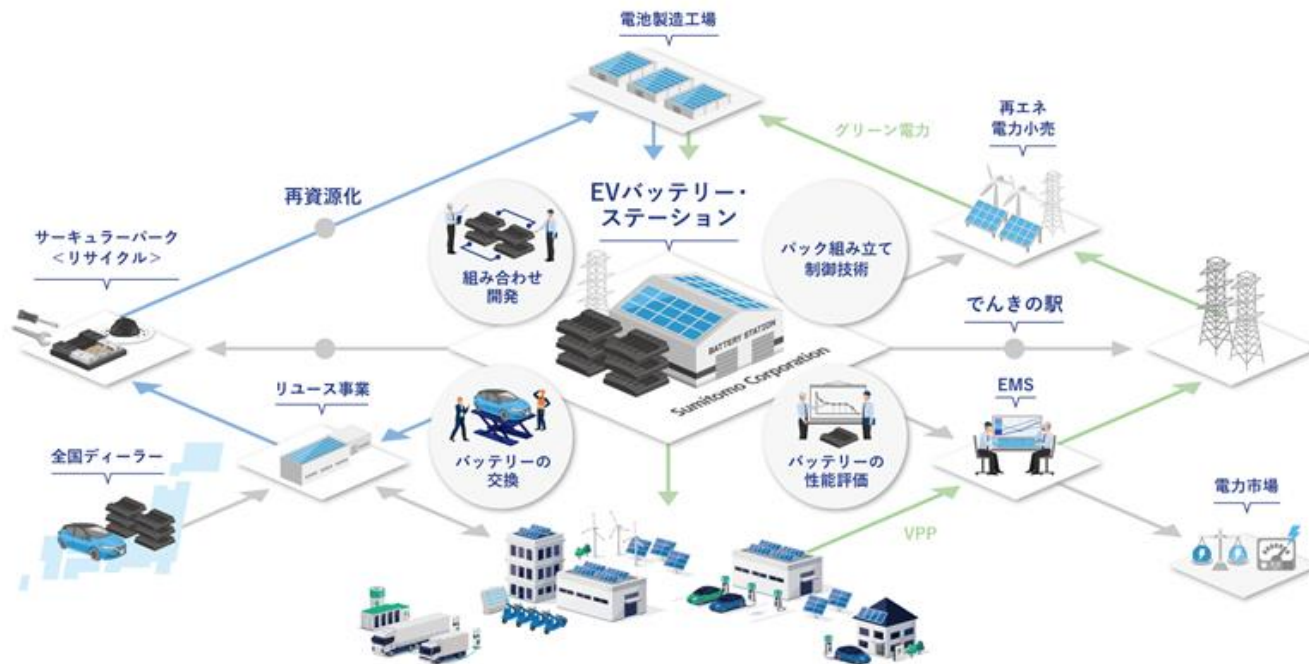 電池製造工場
再エネ
電力小売
グリーン電力
EVバッテリー・
ステーション
再資源化
サーキュラーパーク
＜リサイクル＞
組み合わせ
開発
パック組み立て
制御技術
でんきの駅
BATTERY STATION
Sumitomo Corporation
リユース事業
EMS
全国ディーラー
バッテリーの
交換
バッテリーの
性能評価
電力市場
VPP